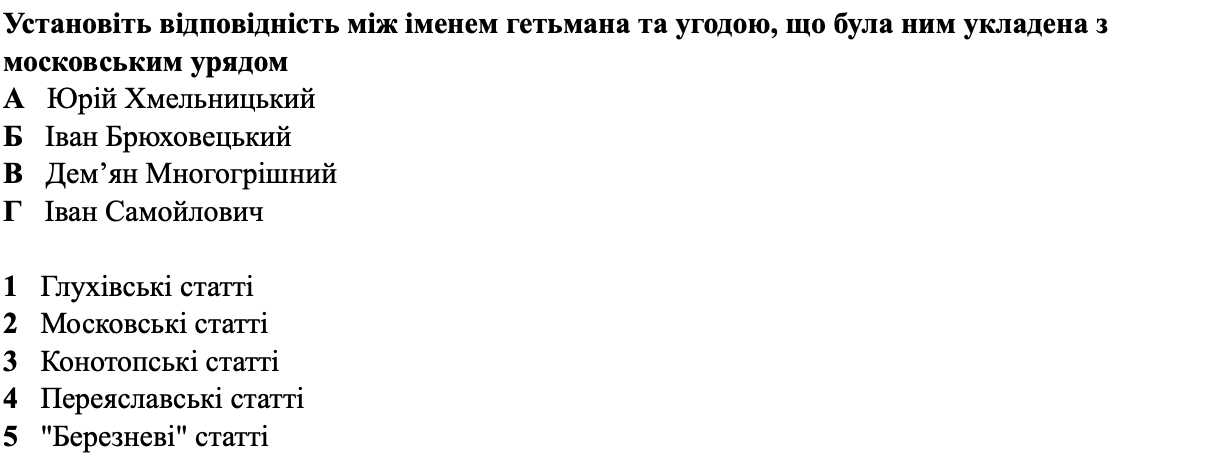 Установіть відповідність між іменем гетьмана та угодою, що була ним укладена з
московським урядом
А Юрій Хмельницький
Б Іван Брюховецький
В Дем’ян Многогрішний
Г Іван Самойлович
1 Глухівські статті
2 Московські статті
3 Конотопські статті
4 Переяславські статті
5 "Березневі" статті